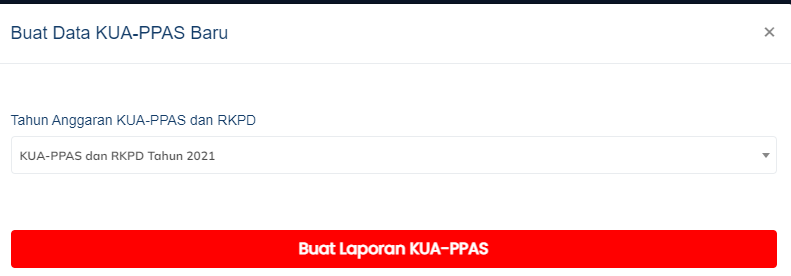 Buat Data KUA-PPAS Baru
Tahun Anggaran KUA-PPAS dan RKPD
KUA-PPAS dan RKPD Tahun 2021
Buat Laporan KUA-PPAS